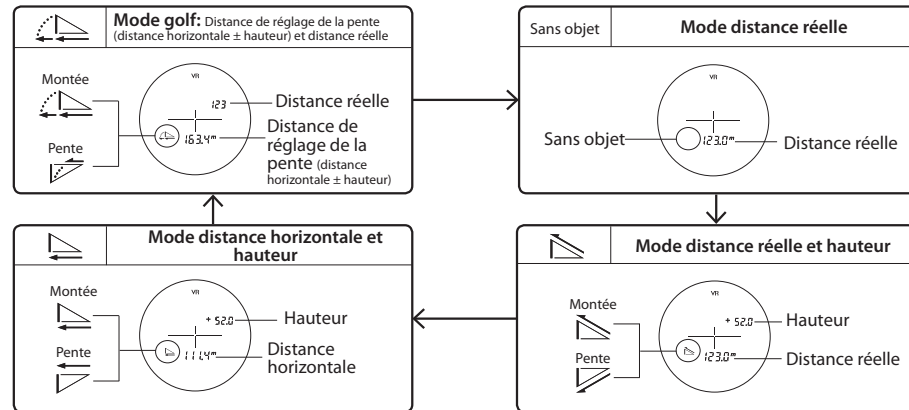 Mode golf: Distance de réglage de la pente
(distance horizontale ± hauteur) et distance réelle
Montée
Pente
VR
123
163.4m
Distance réelle
Distance de
réglage de la
pente (distance
horizontale ± hauteur)
Sans objet
Mode distance réelle
VR
Sans objet
123.0m
Distance réelle
Mode distance horizontale et
hauteur
Montée
Pente
VR
+ 52.0
111.4m
Hauteur
Distance
horizontale
Mode distance réelle et hauteur
Montée
Pente
VR
+ 52.0
123.0m
Hauteur
Distance réelle